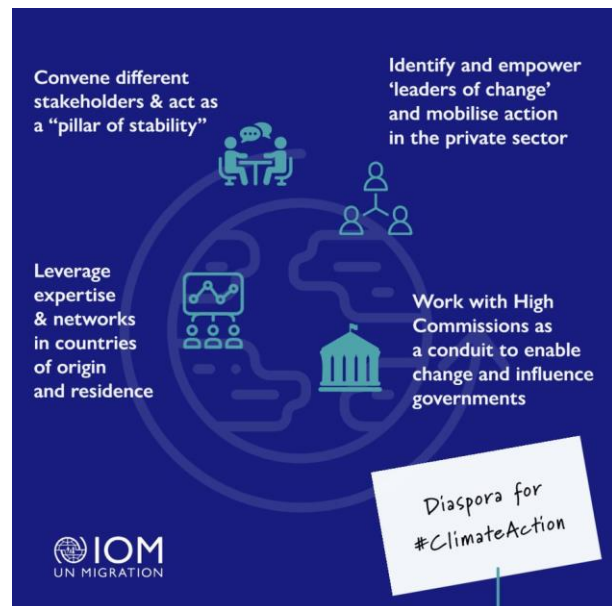 Convene different
stakeholders & act as
a “pillar of stability”
Identify and empower
‘leaders of change’
and mobilise action
in the private sector
Leverage
expertise
& networks
in countries
of origin
and residence
Work with High
Commissions as
a conduit to enable
change and influence
governments
Diaspora for
#ClimateAction
IOM
UN MIGRATION